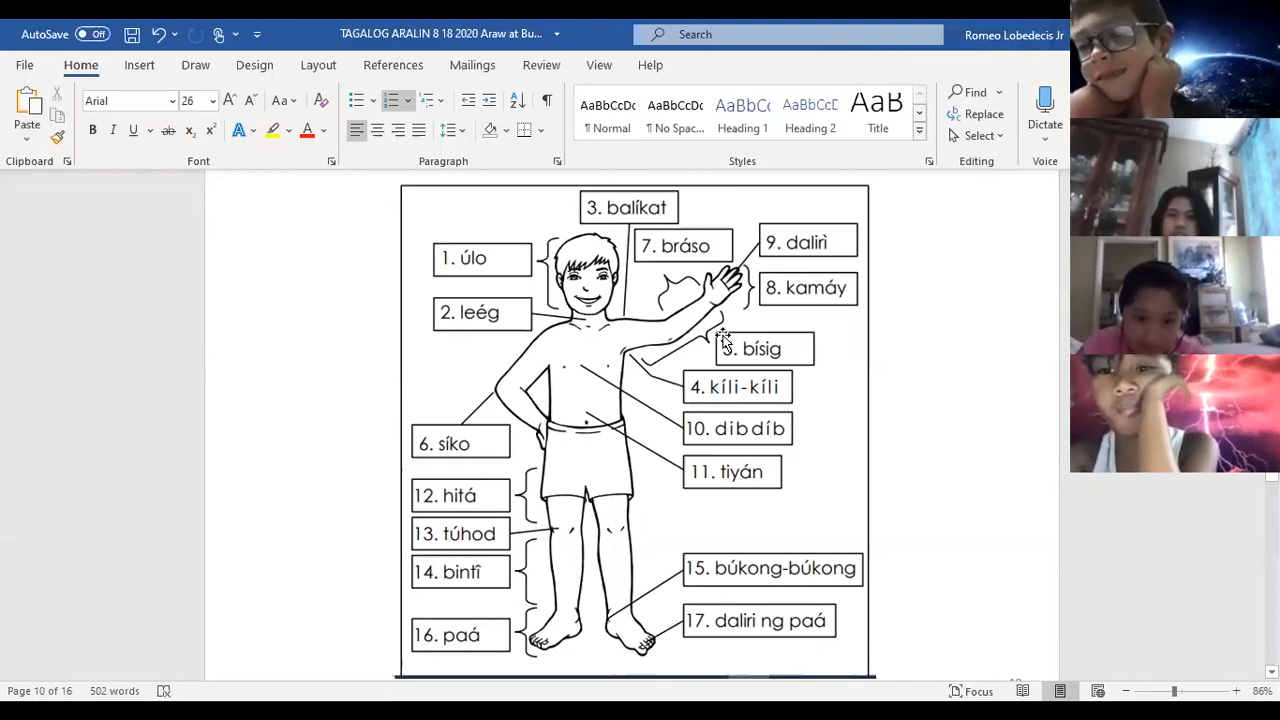 AutoSave Off
TAGALOG ARALIN 8 18 2020 Araw at Bu...
Search
Romeo Lobedecis Jr
File Home Insert Draw Design Layout References Mailings Review View Help
Paste
Arial 26
Aa
B I U ab x₂ x² A A
AaBbCcDc AaBbCcDc AaBbCc AaBbCcD AaB
¶ Normal ¶ No Spac... Heading 1 Heading 2 Title
Find
Replace
Select
Dictate
Clipboard Font Paragraph Styles Editing Voice
3. balíkat
7. bráso
9. dalirì
1. úlo
8. kamáy
2. leég
bísig
4. kíli-kíli
10. dibdíb
6. síko
11. tiyán
12. hitá
13. túhod
14. bintî
15. búkong-búkong
16. paá
17. daliri ng paá
Page 10 of 16 502 words
Focus
86%